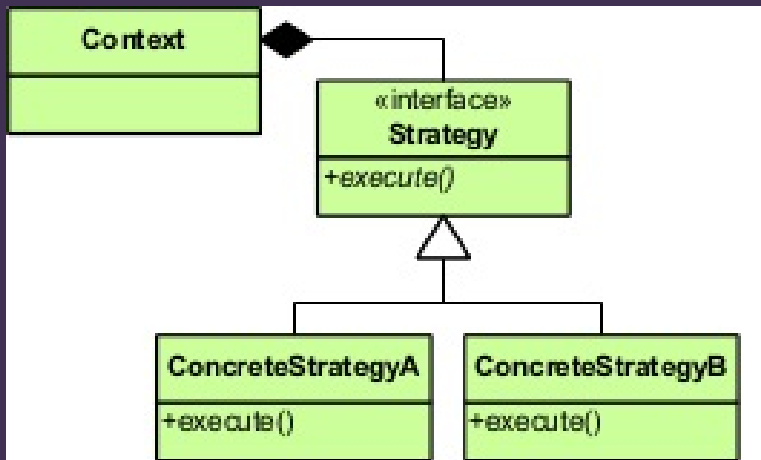 Context
«interface»
Strategy
+execute()
ConcreteStrategyA
+execute()
ConcreteStrategyB
+execute()